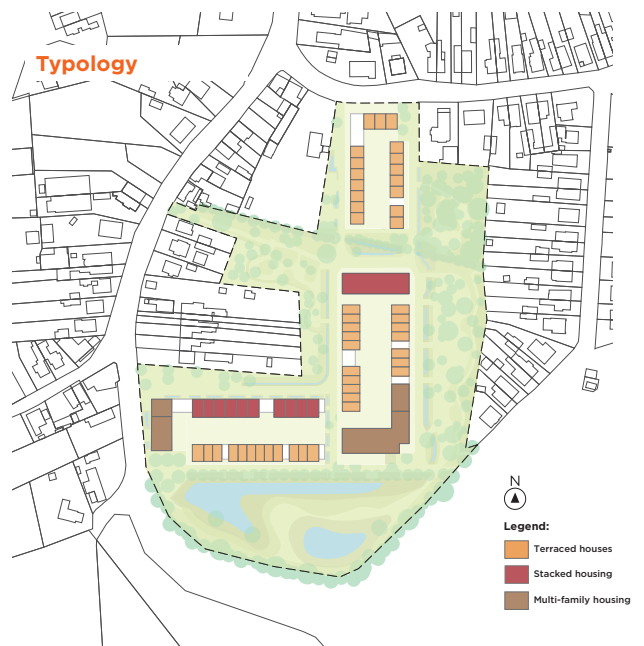 Typology
N
Legend:
Terraced houses
Stacked housing
Multi-family housing